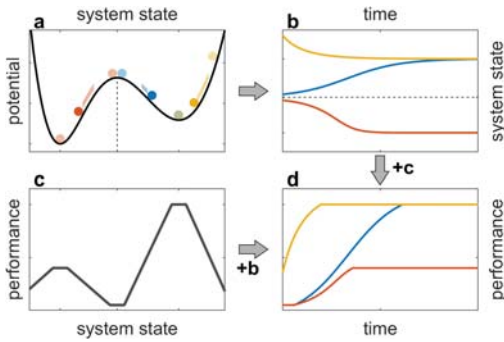 system state
time
a
b
potential
system state
+c
c
d
performance
+b
performance
system state
time